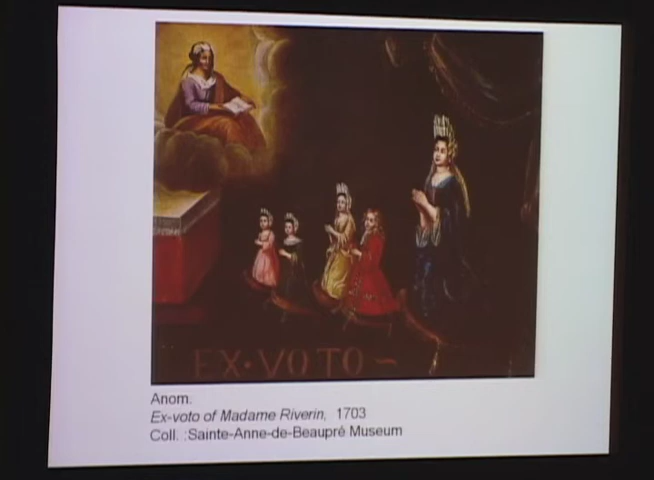 EX·VOTO -
Anom.
Ex-voto of Madame Riverin, 1703
Coll. :Sainte-Anne-de-Beaupré Museum